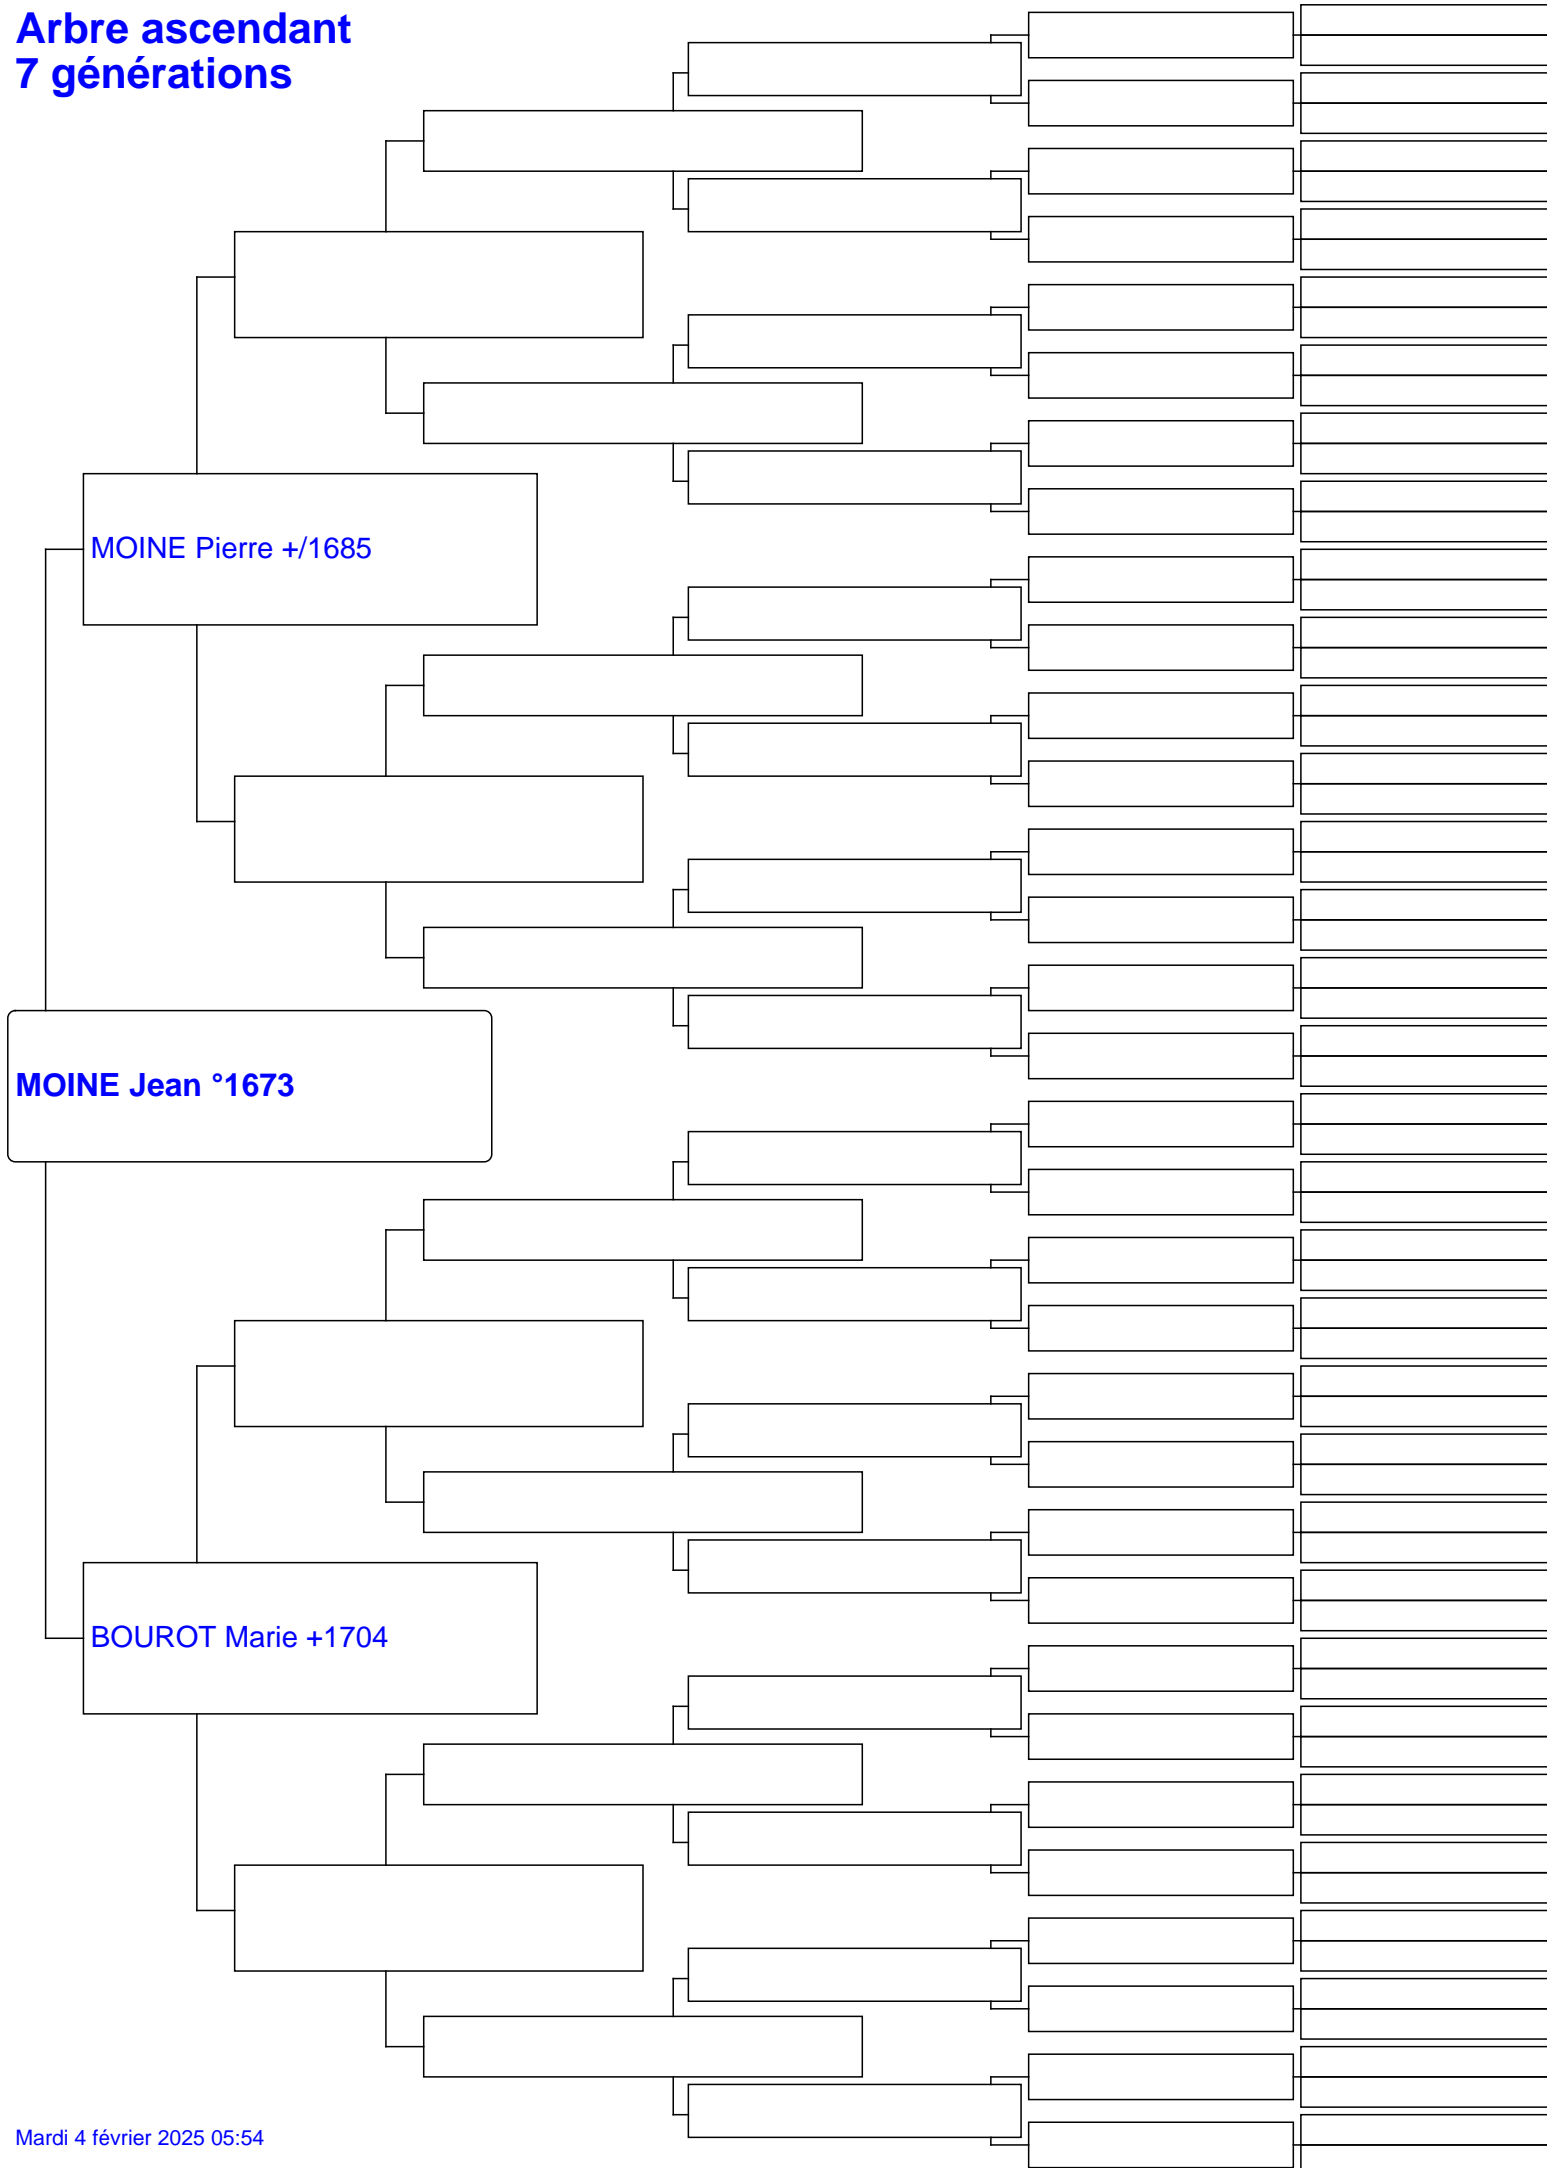 Arbre ascendant
7 générations
MOINE Pierre +/1685
MOINE Jean °1673
BOUROT Marie +1704
Mardi 4 février 2025 05:54